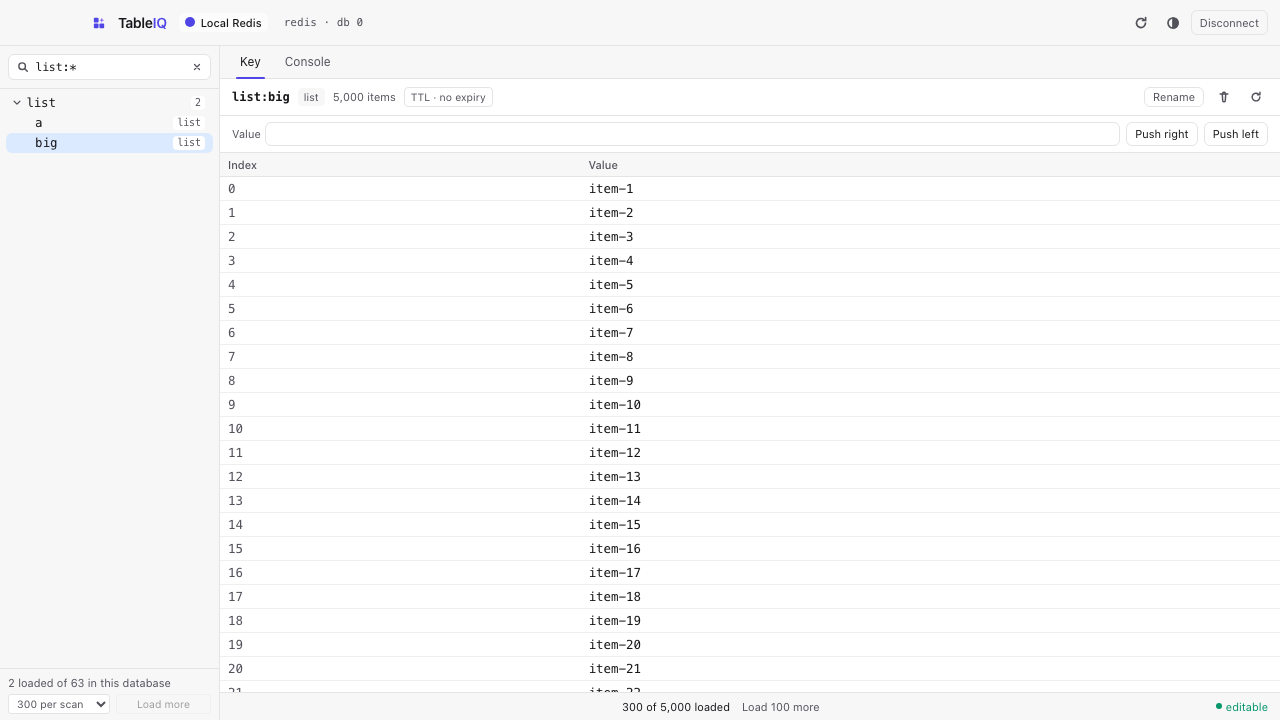 TableIQ Local Redis redis · db 0 Disconnect
list:*
list 2
a list
big list
2 loaded of 63 in this database
300 per scan Load more
Key Console
list:big list 5,000 items TTL · no expiry Rename
Value Push right Push left
Index Value
0 item-1
1 item-2
2 item-3
3 item-4
4 item-5
5 item-6
6 item-7
7 item-8
8 item-9
9 item-10
10 item-11
11 item-12
12 item-13
13 item-14
14 item-15
15 item-16
16 item-17
17 item-18
18 item-19
19 item-20
20 item-21
21 item-22
300 of 5,000 loaded Load 100 more editable